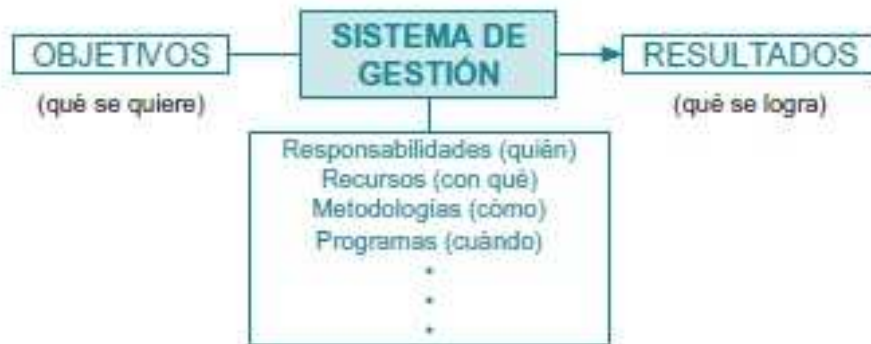 OBJETIVOS
(qué se quiere)
SISTEMA DE
GESTIÓN
RESULTADOS
(qué se logra)
Responsabilidades (quién)
Recursos (con qué)
Metodologías (cómo)
Programas (cuándo)